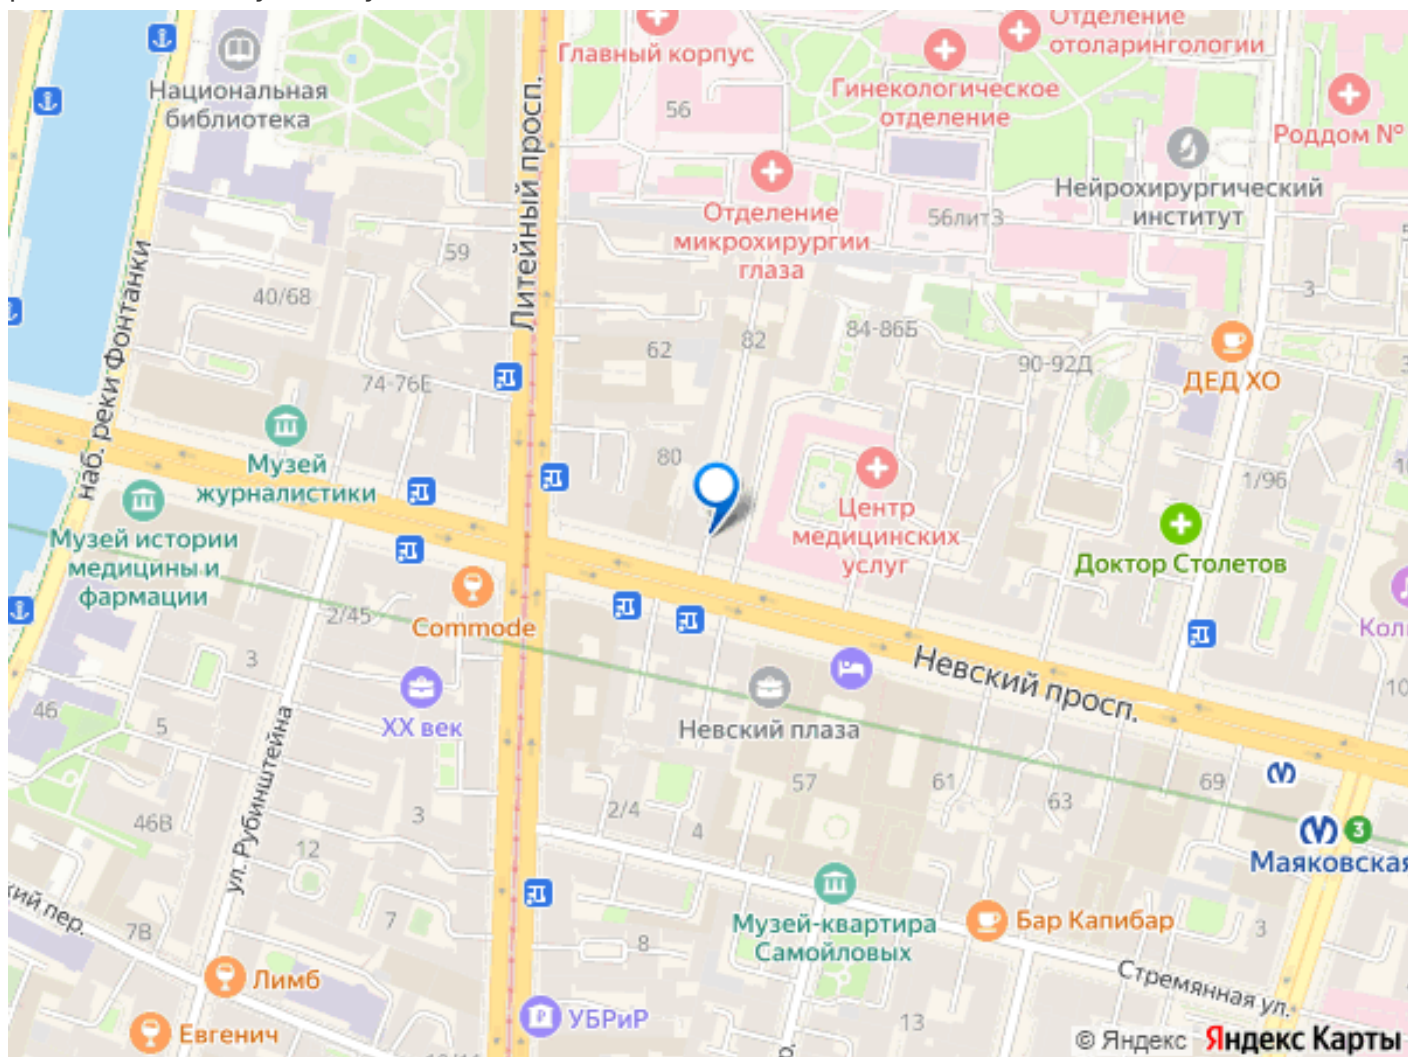 Отделение
отоларингологии
Главный корпус
Гинекологическое
отделение
Национальная
библиотека
56
Роддом №
Нейрохирургический
институт
Литейный просп.
Отделение
микрохирургии
глаза
56лит3
59
наб. реки Фонтанки
40/68
3
84-86Б
82
62
90-92Д
74-76Е
ДЕД ХО
Музей
журналистики
80
1/96
Центр
медицинских
услуг
Музей истории
медицины и
фармации
Доктор Столетов
2/45
Commode
3
Невский просп.
46
5
ХХ век
Невский плаза
ул. Рубинштейна
57
61
63
69
2/4
4
3
46В
12
3
Маяковская
7
7В
8
Музей-квартира
Самойловых
Бар Капибар
3
Лимб
Стремянная ул.
УБРиР
13
Евгенич
© Яндекс Яндекс Карты